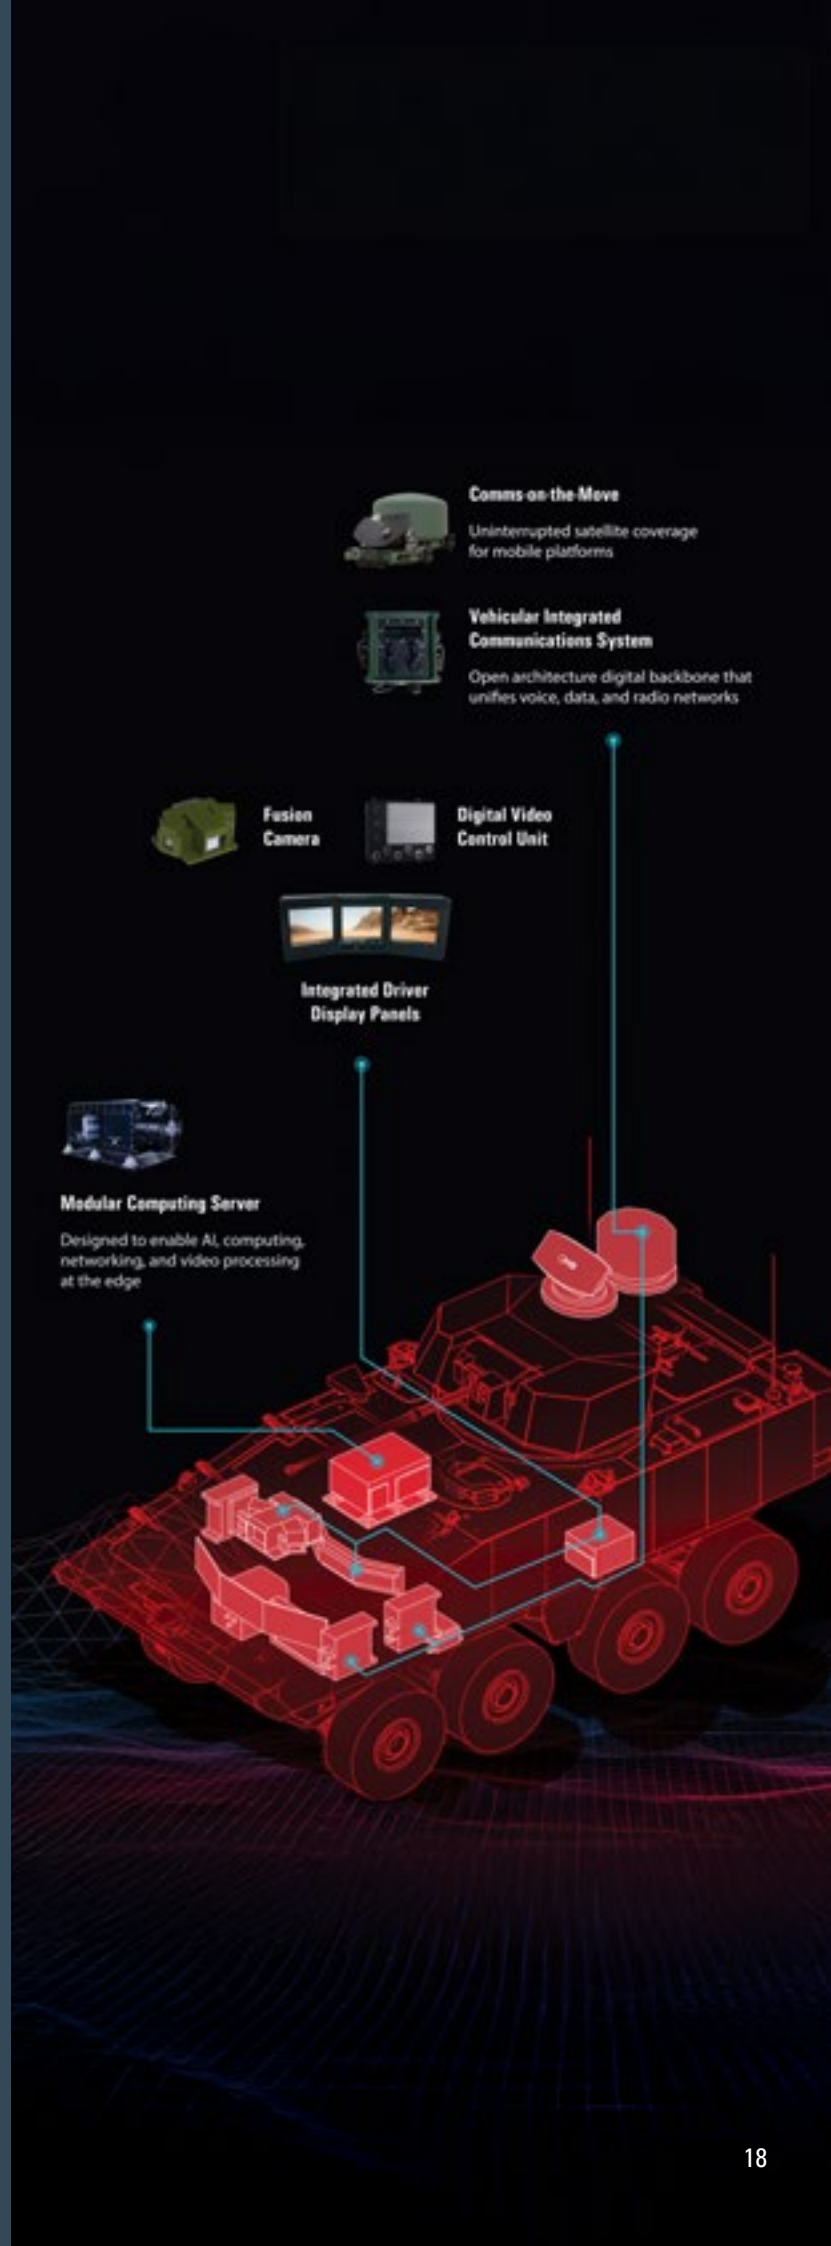 Comms-on-the-Move
Uninterrupted satellite coverage
for mobile platforms
Vehicular Integrated
Communications System
Open architecture digital backbone that
unifies voice, data, and radio networks
Fusion
Camera
Digital Video
Control Unit
Integrated Driver
Display Panels
Modular Computing Server
Designed to enable AI, computing,
networking, and video processing
at the edge
18